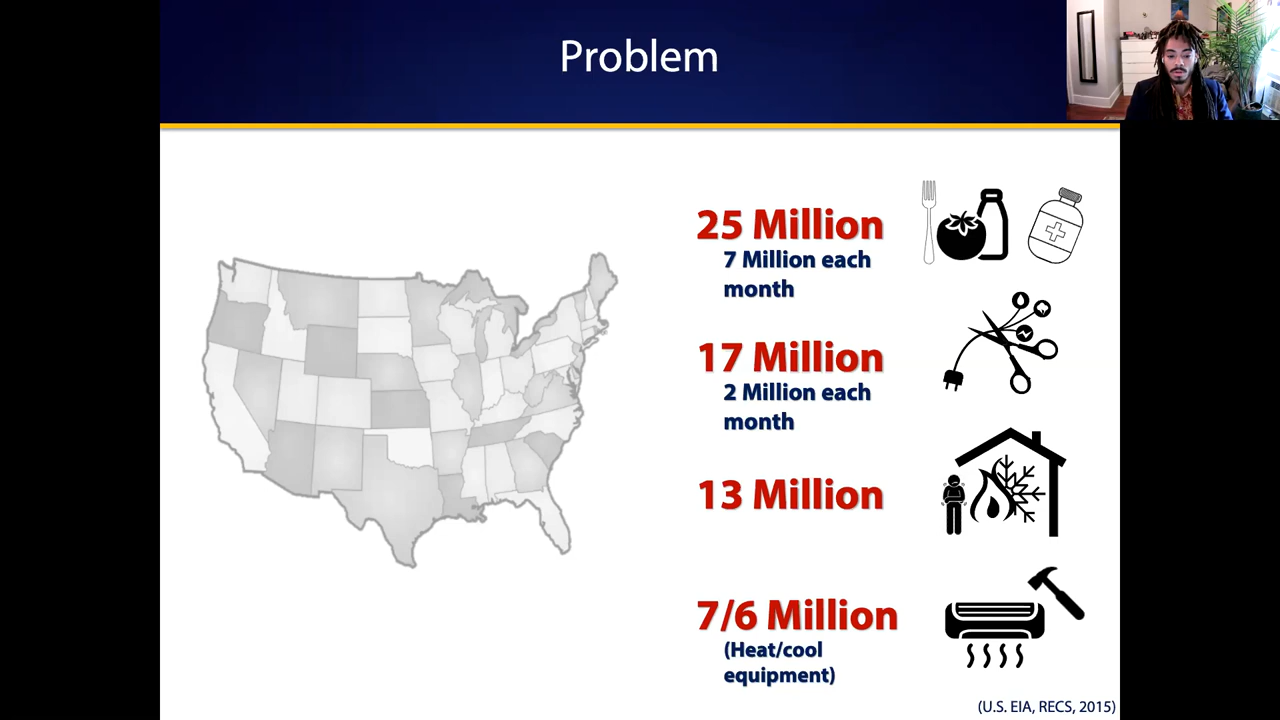 Problem
25 Million
7 Million each
month
17 Million
2 Million each
month
13 Million
7/6 Million
(Heat/cool
equipment)
(U.S. EIA, RECS, 2015)